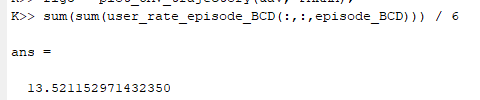 K>> sum(sum(user_rate_episode_BCD(:,:,episode_BCD))) / 6
ans =
13.521152971432350